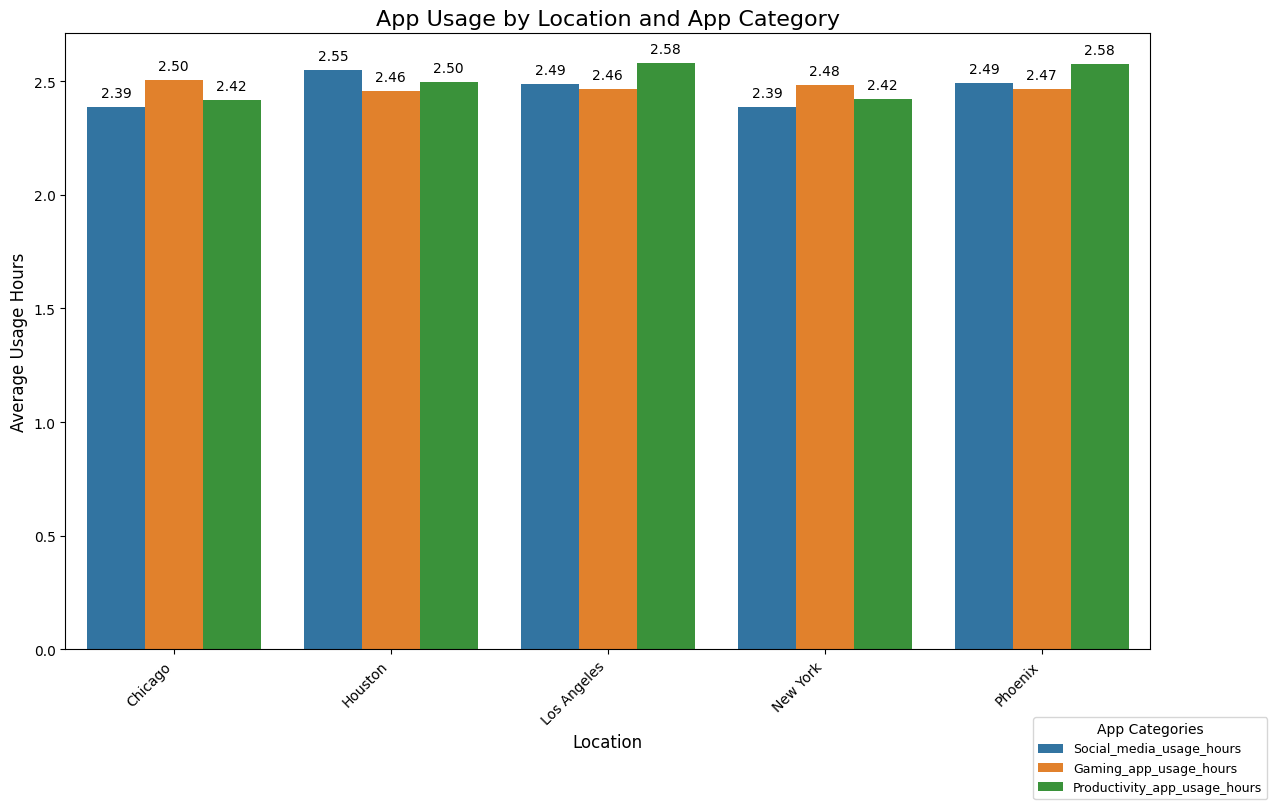 App Usage by Location and App Category
Average Usage Hours
2.5
2.0
1.5
1.0
0.5
0.0
2.39
2.50
2.42
2.55
2.46
2.50
2.49
2.46
2.58
2.39
2.48
2.42
2.49
2.47
2.58
Chicago
Houston
Los Angeles
New York
Phoenix
Location
App Categories
Social_media_usage_hours
Gaming_app_usage_hours
Productivity_app_usage_hours